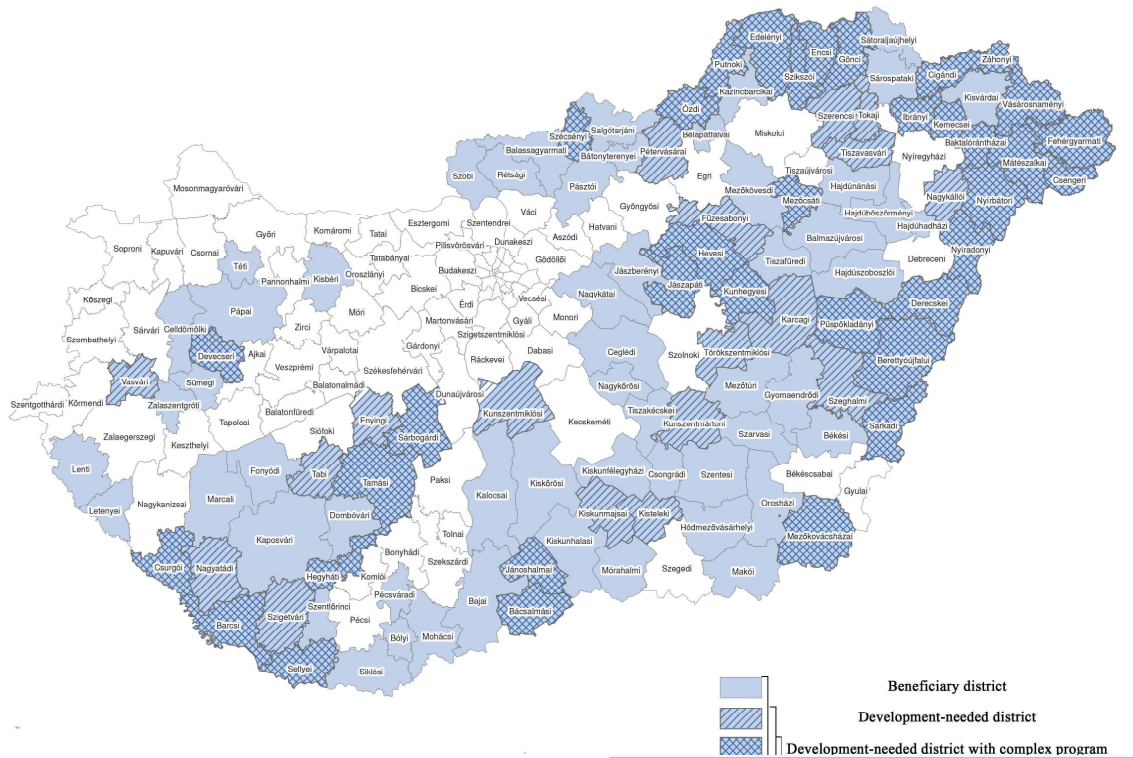 Edelényi
Encsi
Gönci
Sátoraljaújhelyi
Putnoki
Szikszói
Sárospataki
Cigándi
Záhonyi
Kazincbarcikai
Kisvárdai
Vásárosnaményi
Ózdi
Szerencsi
Tokaji
Ibrányi
Kemecsei
Szécsényi
Salgótarjáni
Bélapátfalvai
Miskolci
Baktalórántházai
Fehérgyarmati
Balassagyarmati
Bátonyterenyei
Pétervásárai
Tiszavasvári
Nyíregyházi
Mátészalkai
Szobi
Rétsági
Pásztói
Egri
Mezőkövesdi
Tiszaújvárosi
Hajdúnánási
Csengeri
Mosonmagyaróvári
Mezőcsáti
Nagykállói
Nyírbátori
Gyöngyösi
Füzesabonyi
Hajdúböszörményi
Hajdúhadházi
Győri
Komáromi
Tatai
Esztergomi
Szentendrei
Váci
Aszódi
Hatvani
Balmazújvárosi
Soproni
Kapuvári
Csornai
Pilisvörösvári
Dunakeszi
Hevesi
Tiszafüredi
Nyíradonyi
Téti
Pannonhalmi
Kisbéri
Oroszlányi
Tatabányai
Gödöllői
Jászberényi
Debreceni
Budakeszi
Hajdúszoboszlói
Kőszegi
Pápai
Bicskei
Vecsési
Nagykátai
Jászapáti
Kunhegyesi
Derecskei
Érdi
Móri
Martonvásári
Gyáli
Monori
Karcagi
Püspökladányi
Sárvári
Celldömölki
Zirci
Szigetszentmiklósi
Szombathelyi
Devecseri
Ajkai
Várpalotai
Gárdonyi
Dabasi
Ceglédi
Szolnoki
Törökszentmiklósi
Berettyóújfalui
Veszprémi
Székesfehérvári
Ráckevei
Vasvári
Sümegi
Balatonalmádi
Nagykőrösi
Mezőtúri
Gyomaendrődi
Szentgotthárdi
Körmendi
Zalaszentgróti
Balatonfüredi
Dunaújvárosi
Kunszentmiklósi
Tiszakécskei
Szeghalmi
Tapolcai
Siófoki
Enyingi
Kecskeméti
Kunszentmártoni
Zalaegerszegi
Keszthelyi
Sárbogárdi
Szarvasi
Békési
Sarkadi
Lenti
Fonyódi
Tabi
Tamási
Paksi
Kiskunfélegyházi
Csongrádi
Szentesi
Békéscsabai
Letenyei
Nagykanizsai
Marcali
Kalocsai
Kiskőrösi
Gyulai
Dombóvári
Kiskunmajsai
Kisteleki
Orosházi
Kaposvári
Tolnai
Kiskunhalasi
Hódmezővásárhelyi
Mezőkovácsházai
Csurgói
Nagyatádi
Hegyháti
Bonyhádi
Szekszárdi
Komlói
Jánoshalmai
Mórahalmi
Szegedi
Makói
Barcsi
Szigetvári
Szentlőrinci
Pécsváradi
Bajai
Bácsalmási
Pécsi
Sellyei
Bólyi
Mohácsi
Siklósi
Beneficiary district
Development-needed district
Development-needed district with complex program